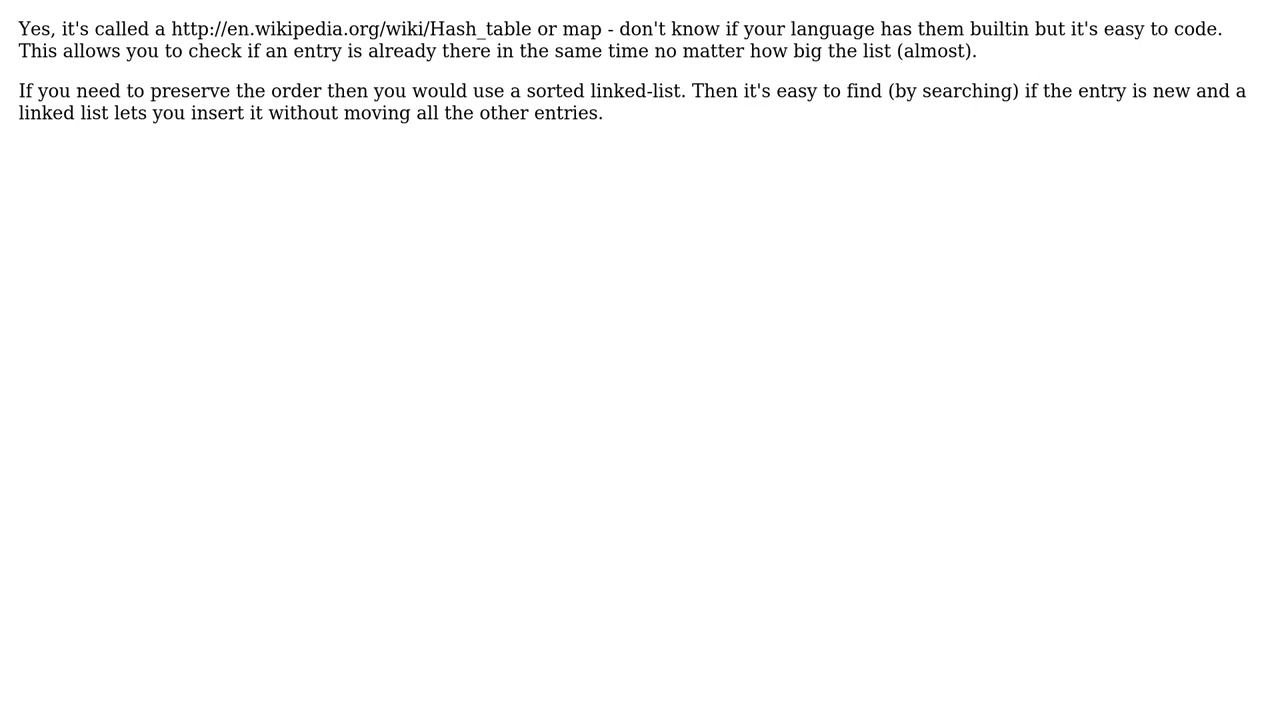 Yes, it's called a http://en.wikipedia.org/wiki/Hash_table or map - don't know if your language has them builtin but it's easy to code.
This allows you to check if an entry is already there in the same time no matter how big the list (almost).
If you need to preserve the order then you would use a sorted linked-list. Then it's easy to find (by searching) if the entry is new and a
linked list lets you insert it without moving all the other entries.